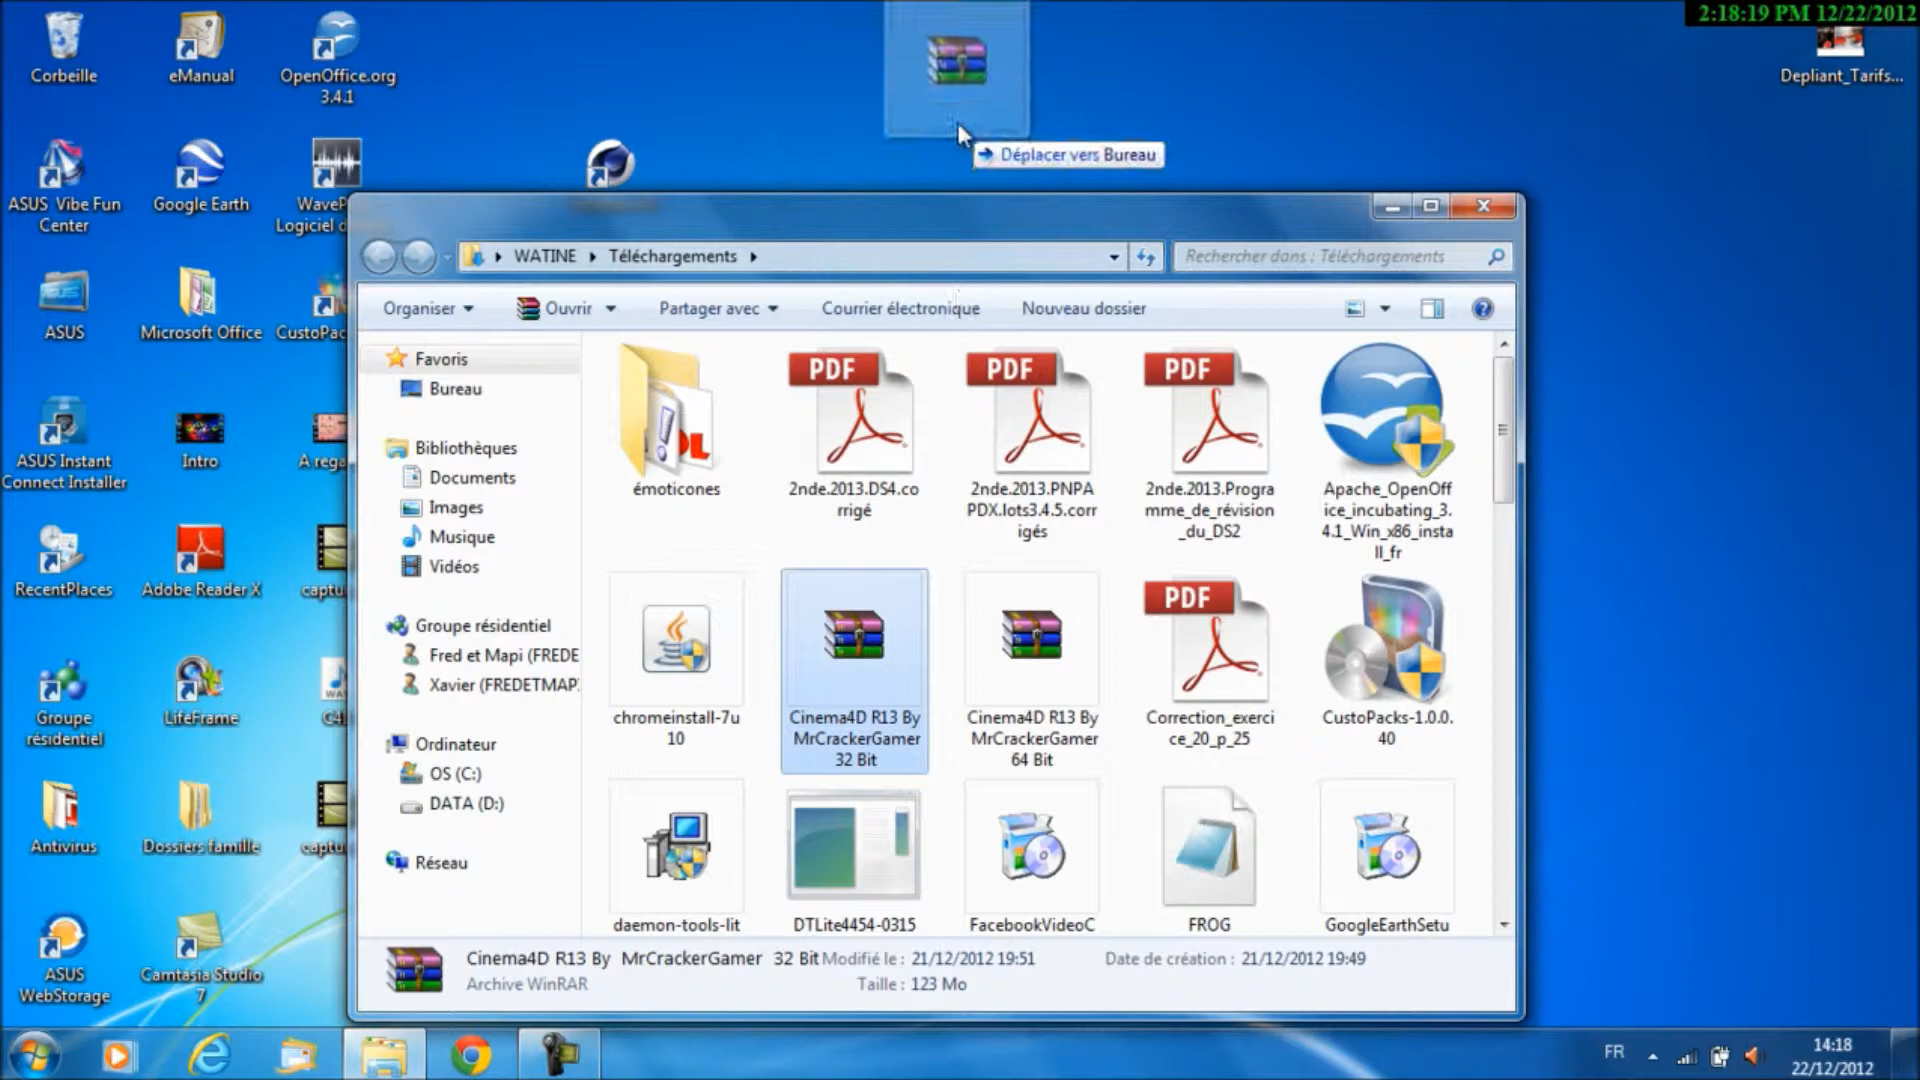 2:18:19 PM 12/22/2012
Corbeille
eManual
OpenOffice.org
3.4.1
Depliant_Tarifs...
Déplacer vers Bureau
ASUS Vibe Fun
Center
Google Earth
WaveP
Logiciel d
ASUS
Microsoft Office
CustoPac
ASUS Instant
Connect Installer
Intro
A rega
RecentPlaces
Adobe Reader X
captu
Groupe
résidentiel
LifeFrame
C4
Antivirus
Dossiers famille
captu
ASUS
WebStorage
Camtasia Studio
7
WATINE
Téléchargements
Rechercher dans : Téléchargements
Organiser
Ouvrir
Partager avec
Courrier électronique
Nouveau dossier
Favoris
Bureau
Bibliothèques
Documents
Images
Musique
Vidéos
Groupe résidentiel
Fred et Mapi (FREDE
Xavier (FREDETMAP
Ordinateur
OS (C:)
DATA (D:)
Réseau
émoticones
PDF
2nde.2013.DS4.co
rrigé
PDF
2nde.2013.PNPA
PDX.lots3.4.5.corr
igés
PDF
2nde.2013.Progra
mme_de_révision
_du_DS2
Apache_OpenOff
ice_incubating_3.
4.1_Win_x86_insta
ll_fr
chromeinstall-7u
10
Cinema4D R13 By
MrCrackerGamer
32 Bit
Cinema4D R13 By
MrCrackerGamer
64 Bit
PDF
Correction_exerci
ce_20_p_25
CustoPacks-1.0.0.
40
daemon-tools-lit
DTLite4454-0315
FacebookVideoC
FROG
GoogleEarthSetu
Cinema4D R13 By MrCrackerGamer 32 Bit Modifié le : 21/12/2012 19:51 Date de création : 21/12/2012 19:49
Archive WinRAR Taille : 123 Mo
FR
14:18
22/12/2012